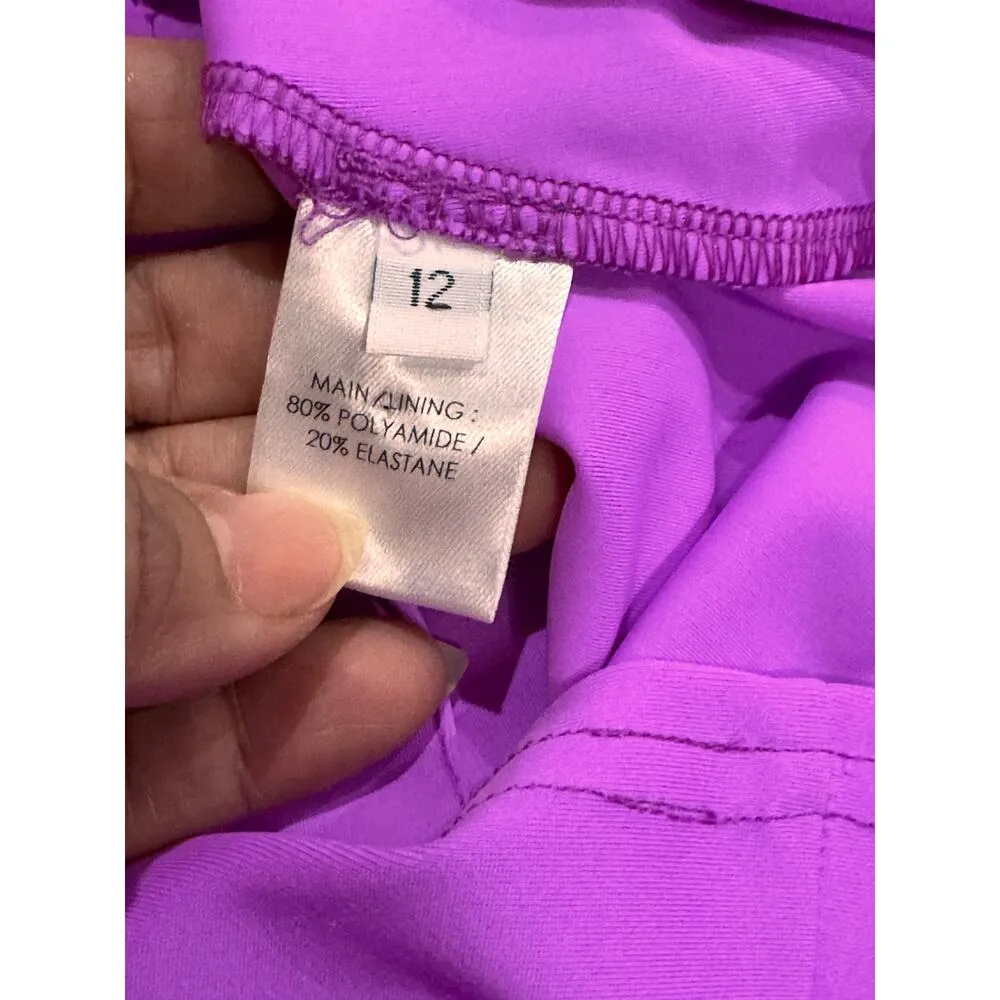 12
MAIN/LINING :
80% POLYAMIDE /
20% ELASTANE